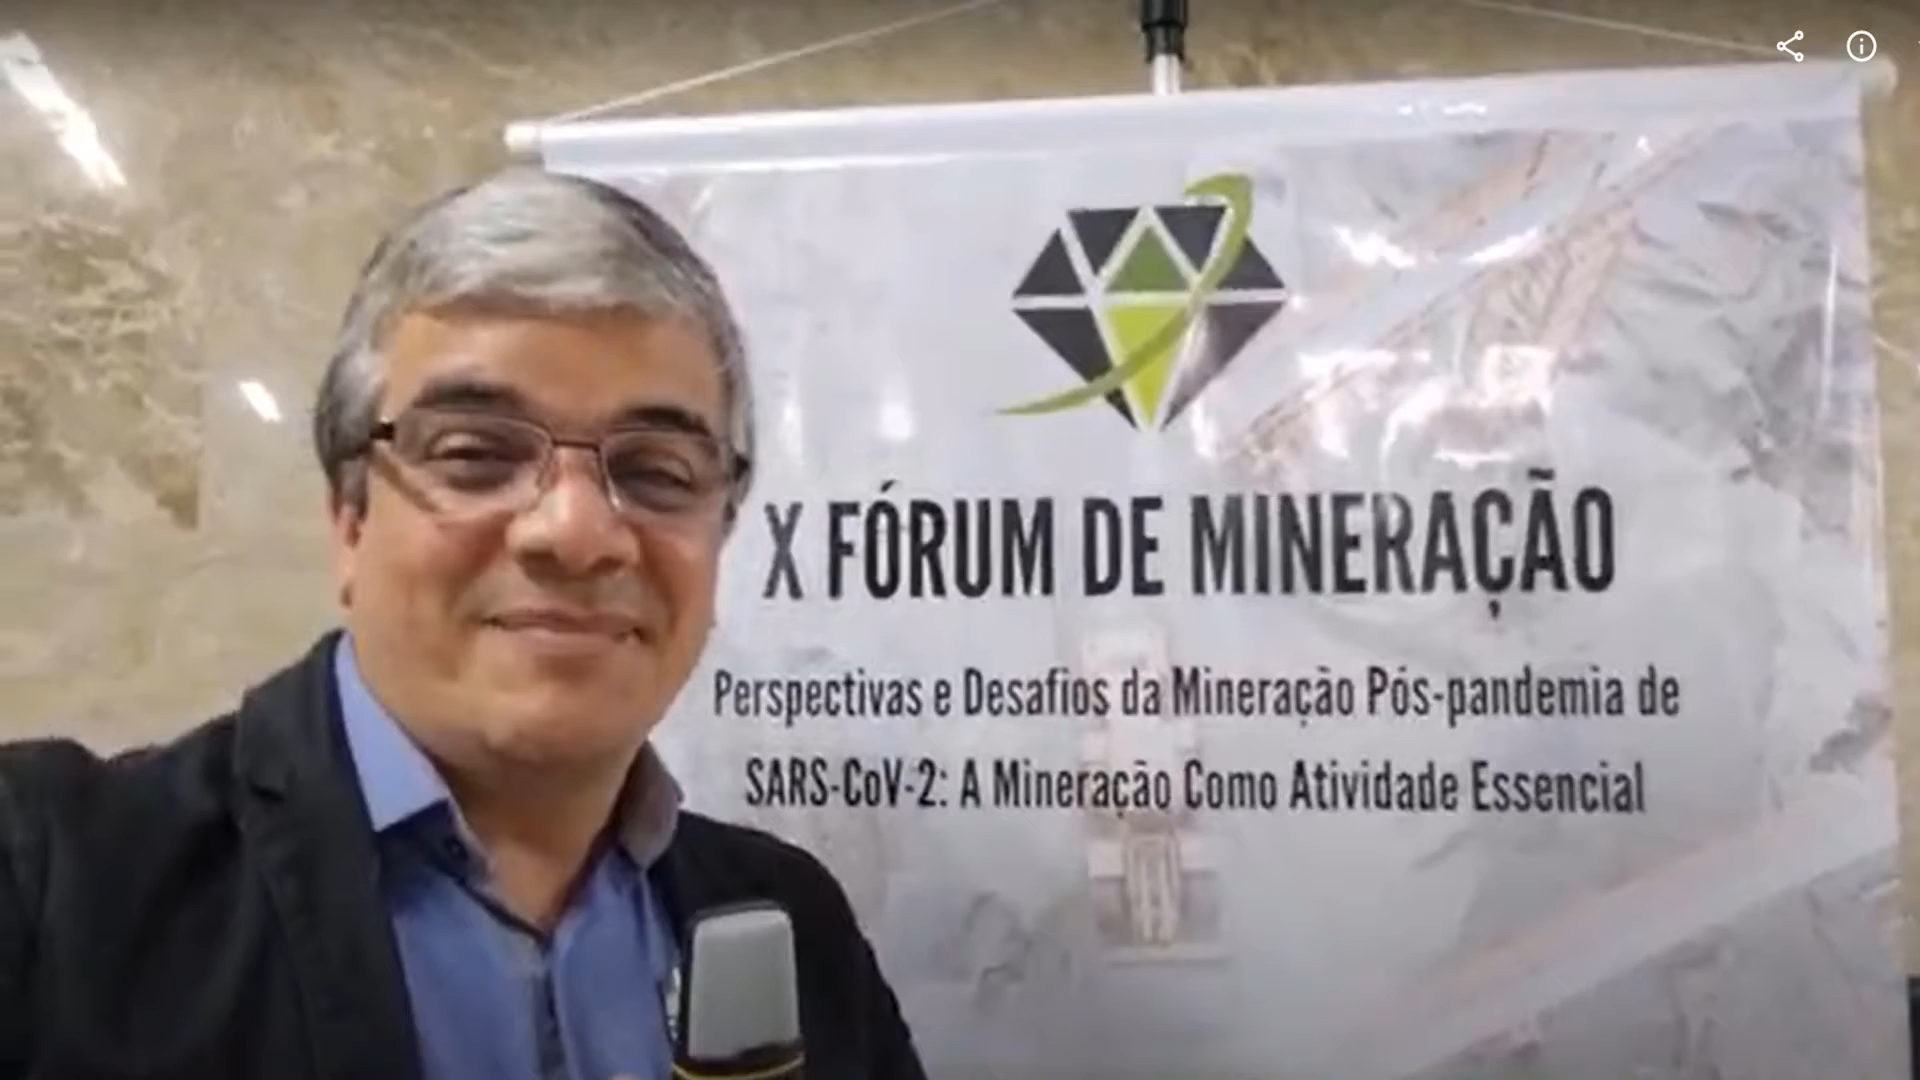 X FÓRUM DE MINERAÇÃO
Perspectivas e Desafios da Mineração Pós-pandemia de
SARS-CoV-2: A Mineração Como Atividade Essencial